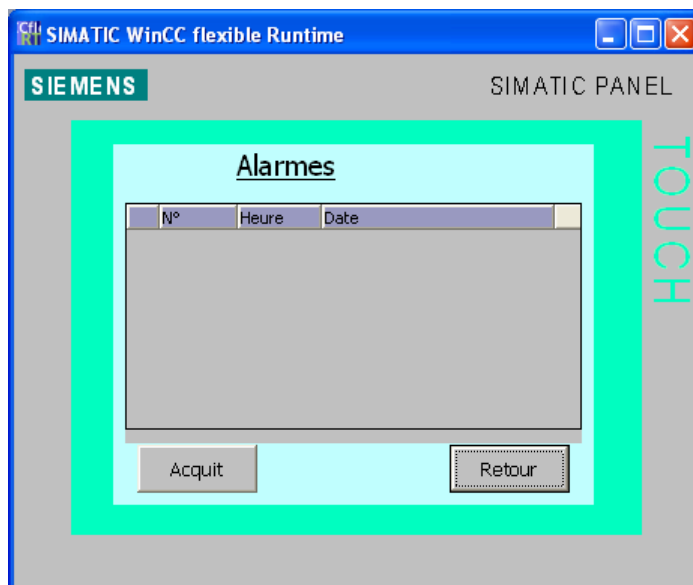 SIMATIC WinCC flexible Runtime
SIEMENS
SIMATIC PANEL
TOUCH
Alarmes
N° Heure Date
Acquit
Retour